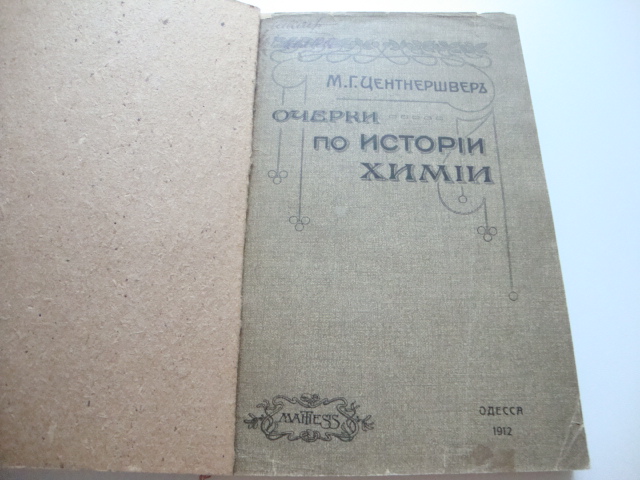 М.Г.ЦЕНТНЕРШВЕРЪ
ОЧЕРКИ
ПО ИСТОРІИ
ХИМІИ
MATHESIS
ОДЕССА
1912